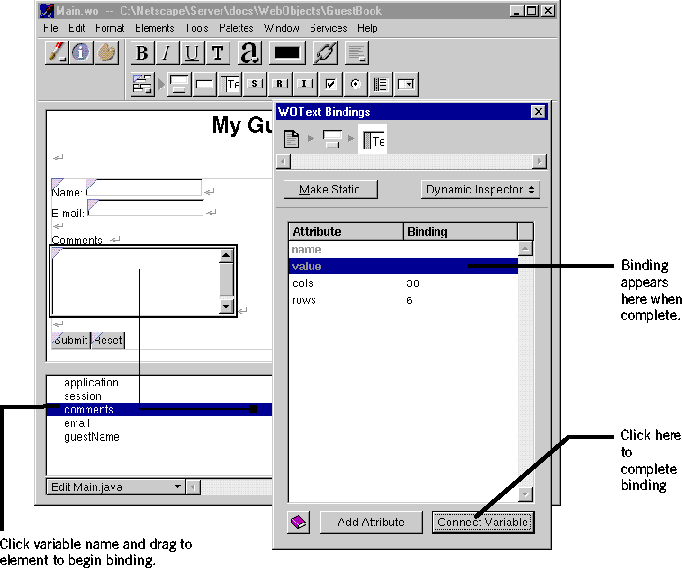 Main.wo -- C:\Netscape\Server\docs\WebObjects\GuestBook
File Edit Format Elements Tools Palettes Window Services Help
B I U T a
Te S R I
WOText Bindings
Te
My Gu
Make Static Dynamic Inspector
Name:
Email:
Comments
Attribute Binding
name
value
cols 30
rows 6
Binding
appears
here when
complete.
Submit Reset
application
session
comments
email
guestName
Edit Main.java
Click here
to
complete
binding
Add Attribute Connect Variable
Click variable name and drag to
element to begin binding.